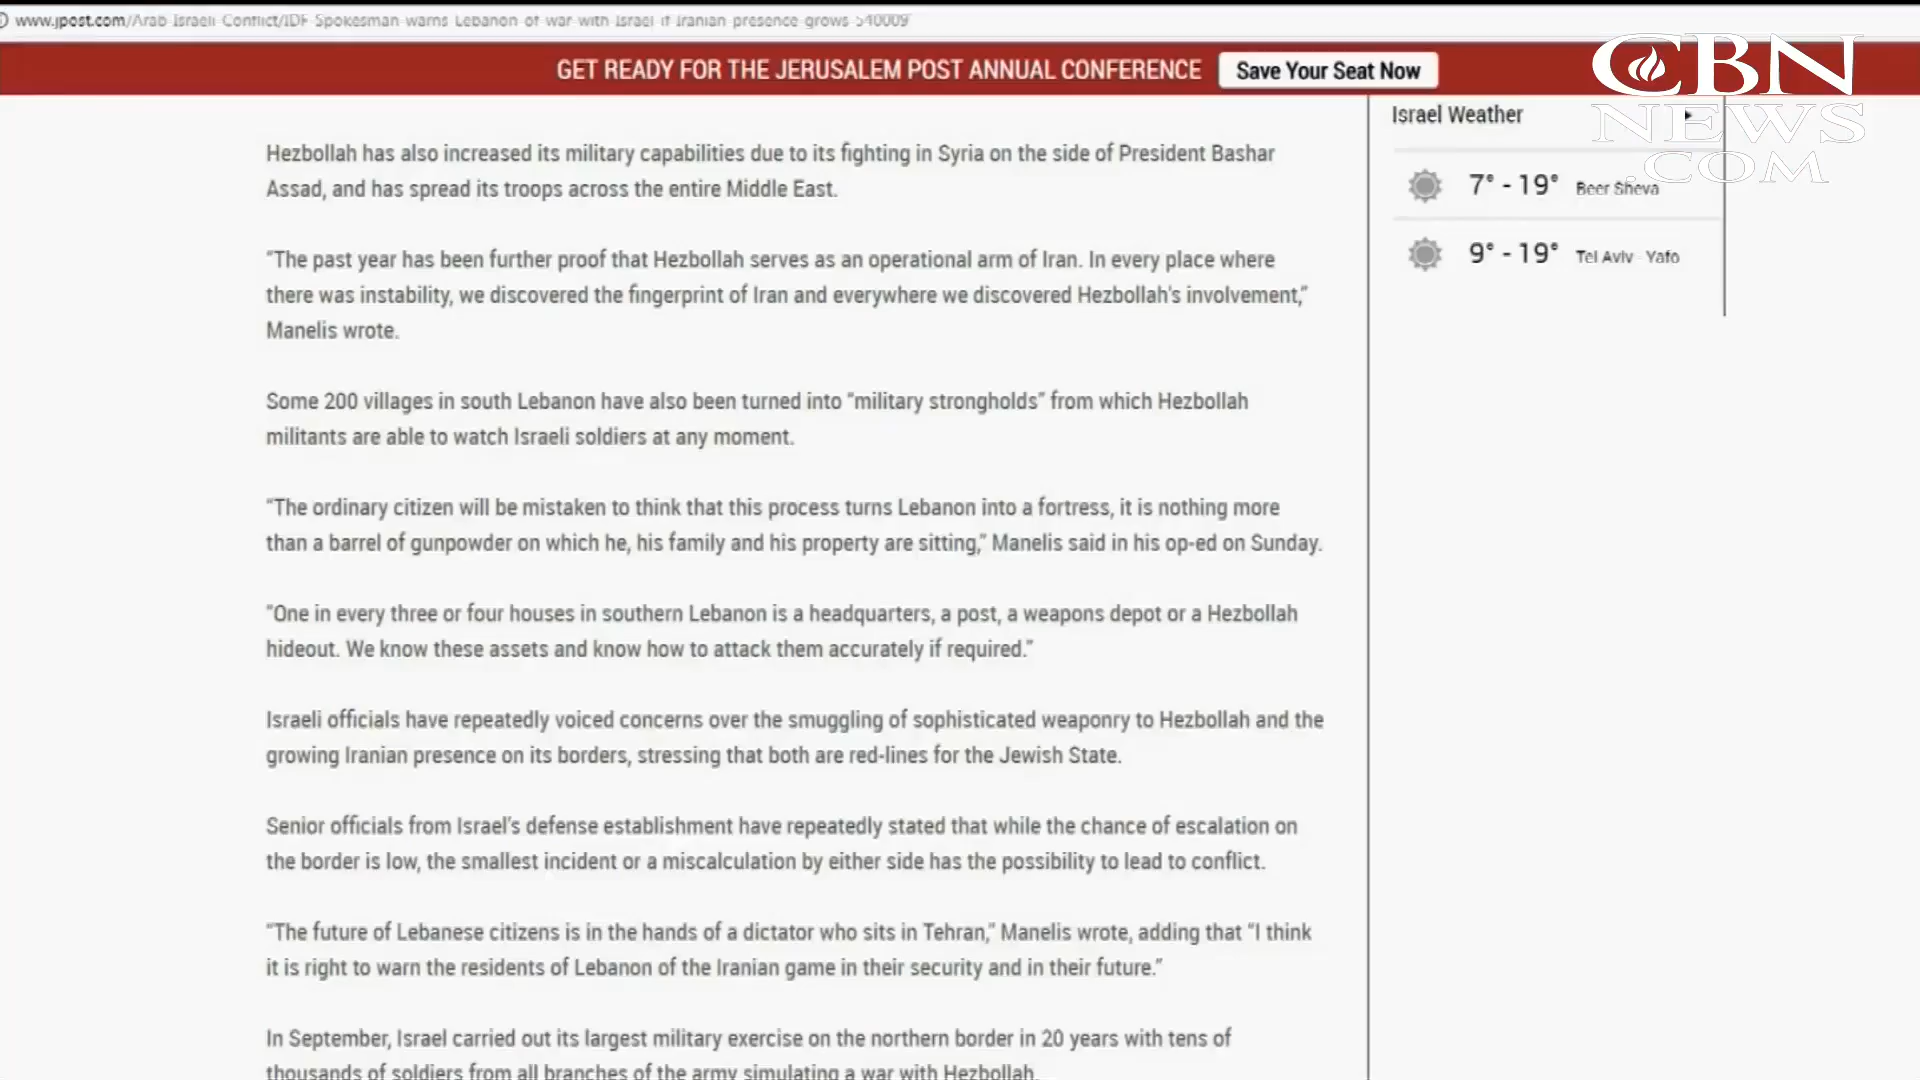 www.jpost.com/Arab-Israeli-Conflict/IDF-Spokesman-warns-Lebanon-of-war-with-Israel-if-Iranian-presence-grows-540009
GET READY FOR THE JERUSALEM POST ANNUAL CONFERENCE
Save Your Seat Now
CBN
NEWS
.COM
Israel Weather
7° - 19° Beer Sheva
9° - 19° Tel Aviv - Yafo
Hezbollah has also increased its military capabilities due to its fighting in Syria on the side of President Bashar
Assad, and has spread its troops across the entire Middle East.
“The past year has been further proof that Hezbollah serves as an operational arm of Iran. In every place where
there was instability, we discovered the fingerprint of Iran and everywhere we discovered Hezbollah's involvement,”
Manelis wrote.
Some 200 villages in south Lebanon have also been turned into “military strongholds” from which Hezbollah
militants are able to watch Israeli soldiers at any moment.
“The ordinary citizen will be mistaken to think that this process turns Lebanon into a fortress, it is nothing more
than a barrel of gunpowder on which he, his family and his property are sitting,” Manelis said in his op-ed on Sunday.
“One in every three or four houses in southern Lebanon is a headquarters, a post, a weapons depot or a Hezbollah
hideout. We know these assets and know how to attack them accurately if required.”
Israeli officials have repeatedly voiced concerns over the smuggling of sophisticated weaponry to Hezbollah and the
growing Iranian presence on its borders, stressing that both are red-lines for the Jewish State.
Senior officials from Israel’s defense establishment have repeatedly stated that while the chance of escalation on
the border is low, the smallest incident or a miscalculation by either side has the possibility to lead to conflict.
“The future of Lebanese citizens is in the hands of a dictator who sits in Tehran,” Manelis wrote, adding that “I think
it is right to warn the residents of Lebanon of the Iranian game in their security and in their future.”
In September, Israel carried out its largest military exercise on the northern border in 20 years with tens of
thousands of soldiers from all branches of the army simulating a war with Hezbollah.